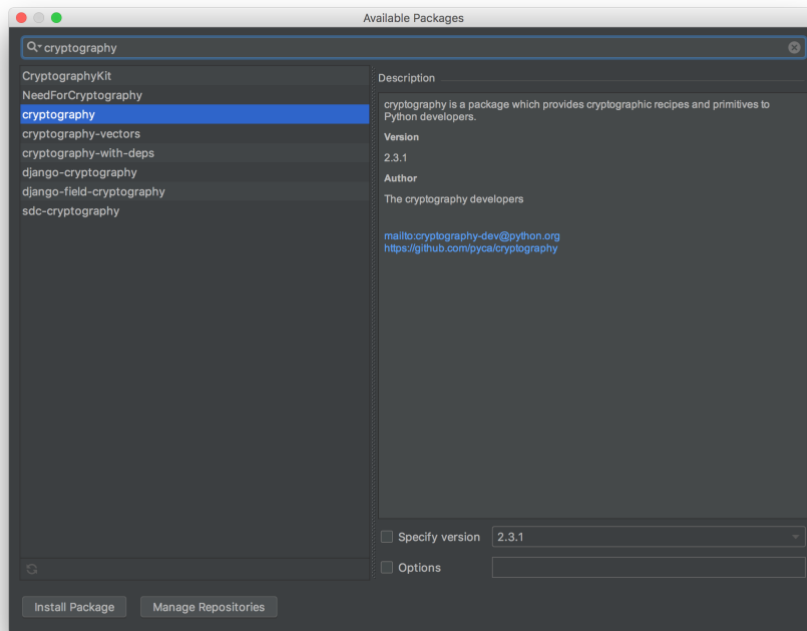 Available Packages
cryptography
CryptographyKit
NeedForCryptography
cryptography
cryptography-vectors
cryptography-with-deps
django-cryptography
django-field-cryptography
sdc-cryptography
Description
cryptography is a package which provides cryptographic recipes and primitives to
Python developers.
Version
2.3.1
Author
The cryptography developers
mailto:cryptography-dev@python.org
https://github.com/pyca/cryptography
Specify version 2.3.1
Options
Install Package Manage Repositories